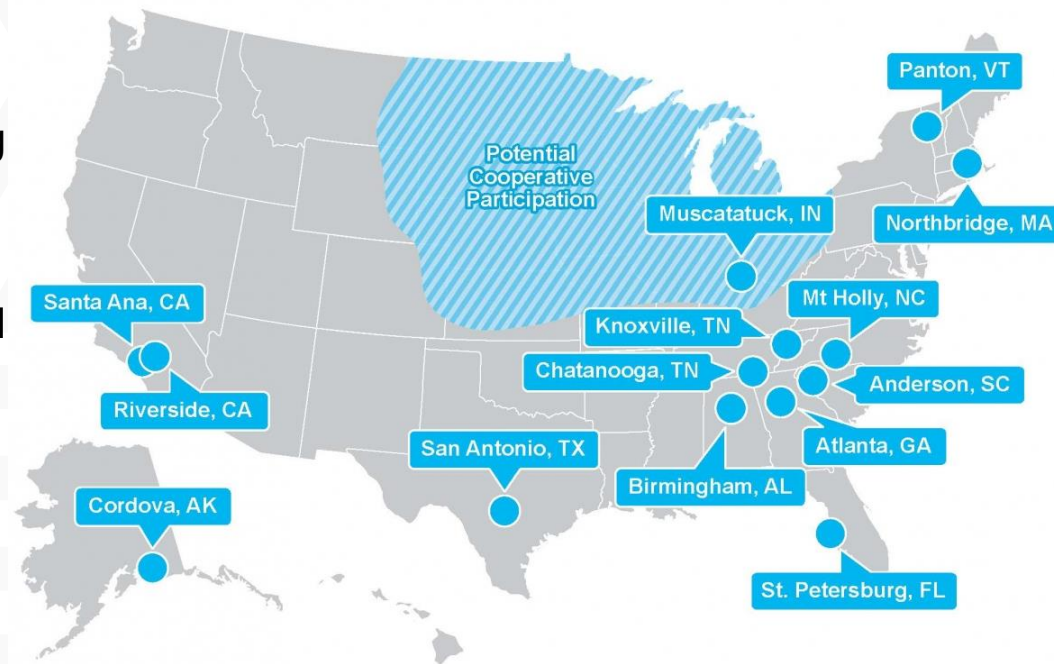 Panton, VT
Potential
Cooperative
Participation
Muscatatuck, IN
Northbridge, MA
Santa Ana, CA
Mt Holly, NC
Knoxville, TN
Chatanooga, TN
Anderson, SC
Riverside, CA
San Antonio, TX
Atlanta, GA
Birmingham, AL
Cordova, AK
St. Petersburg, FL